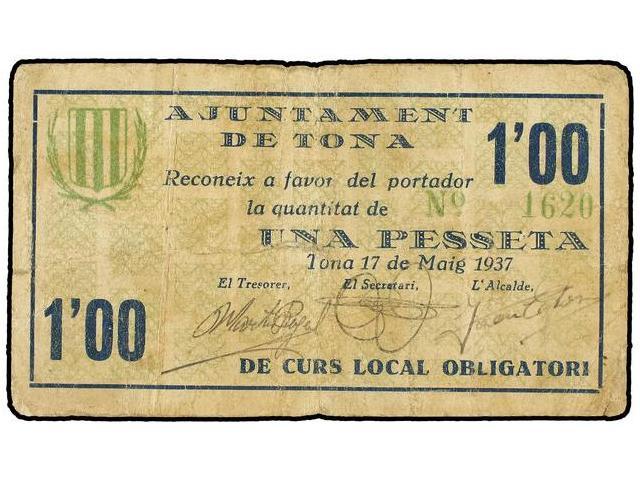 AJUNTAMENT
DE TONA
1'00
Reconeix a favor del portador
la quantitat de
Nº 1620
UNA PESSETA
Tona 17 de Maig 1937
El Tresorer, El Secretari, L'Alcalde,
1'00
DE CURS LOCAL OBLIGATORI